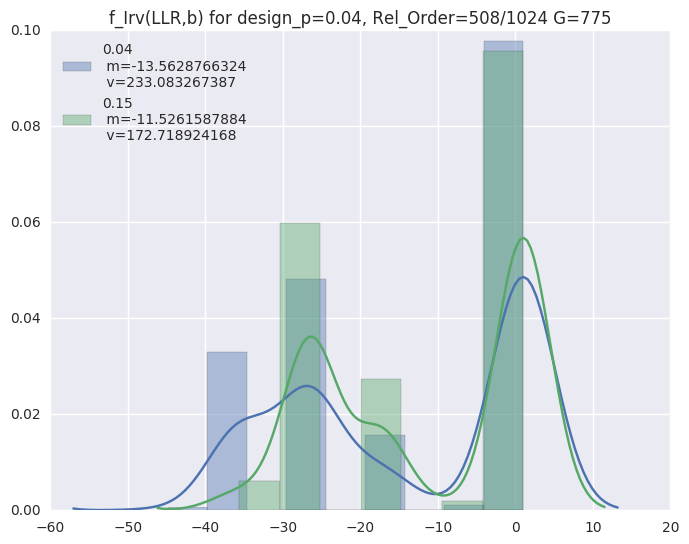 f_Irv(LLR,b) for design_p=0.04, Rel_Order=508/1024 G=775
0.04
m=-13.5628766324
v=233.083267387
0.15
m=-11.5261587884
v=172.718924168
0.10
0.08
0.06
0.04
0.02
0.00
−60 −50 −40 −30 −20 −10 0 10 20